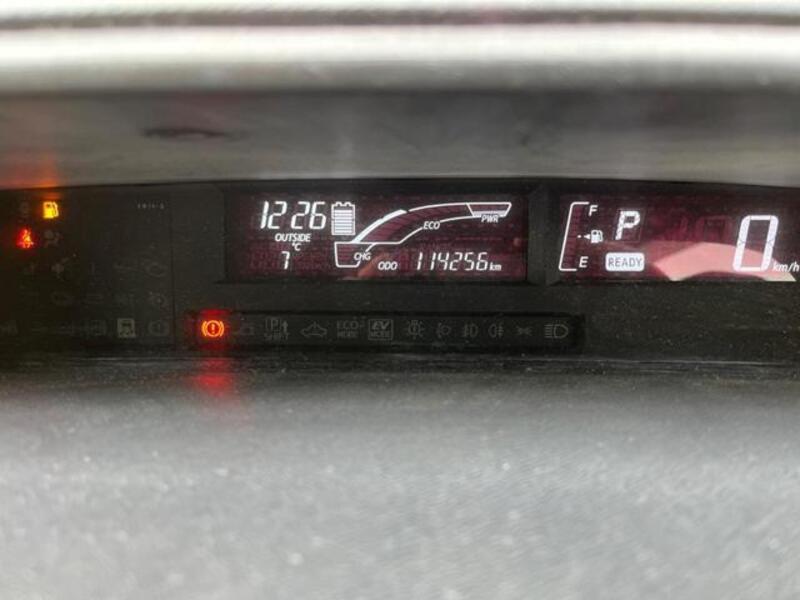 12:26
OUTSIDE
°C
7
CHG
ECO
PWR
ODO 114256 km
F
E
P
READY
0 km/h
P
SHIFT
ECO
MODE
EV
MODE